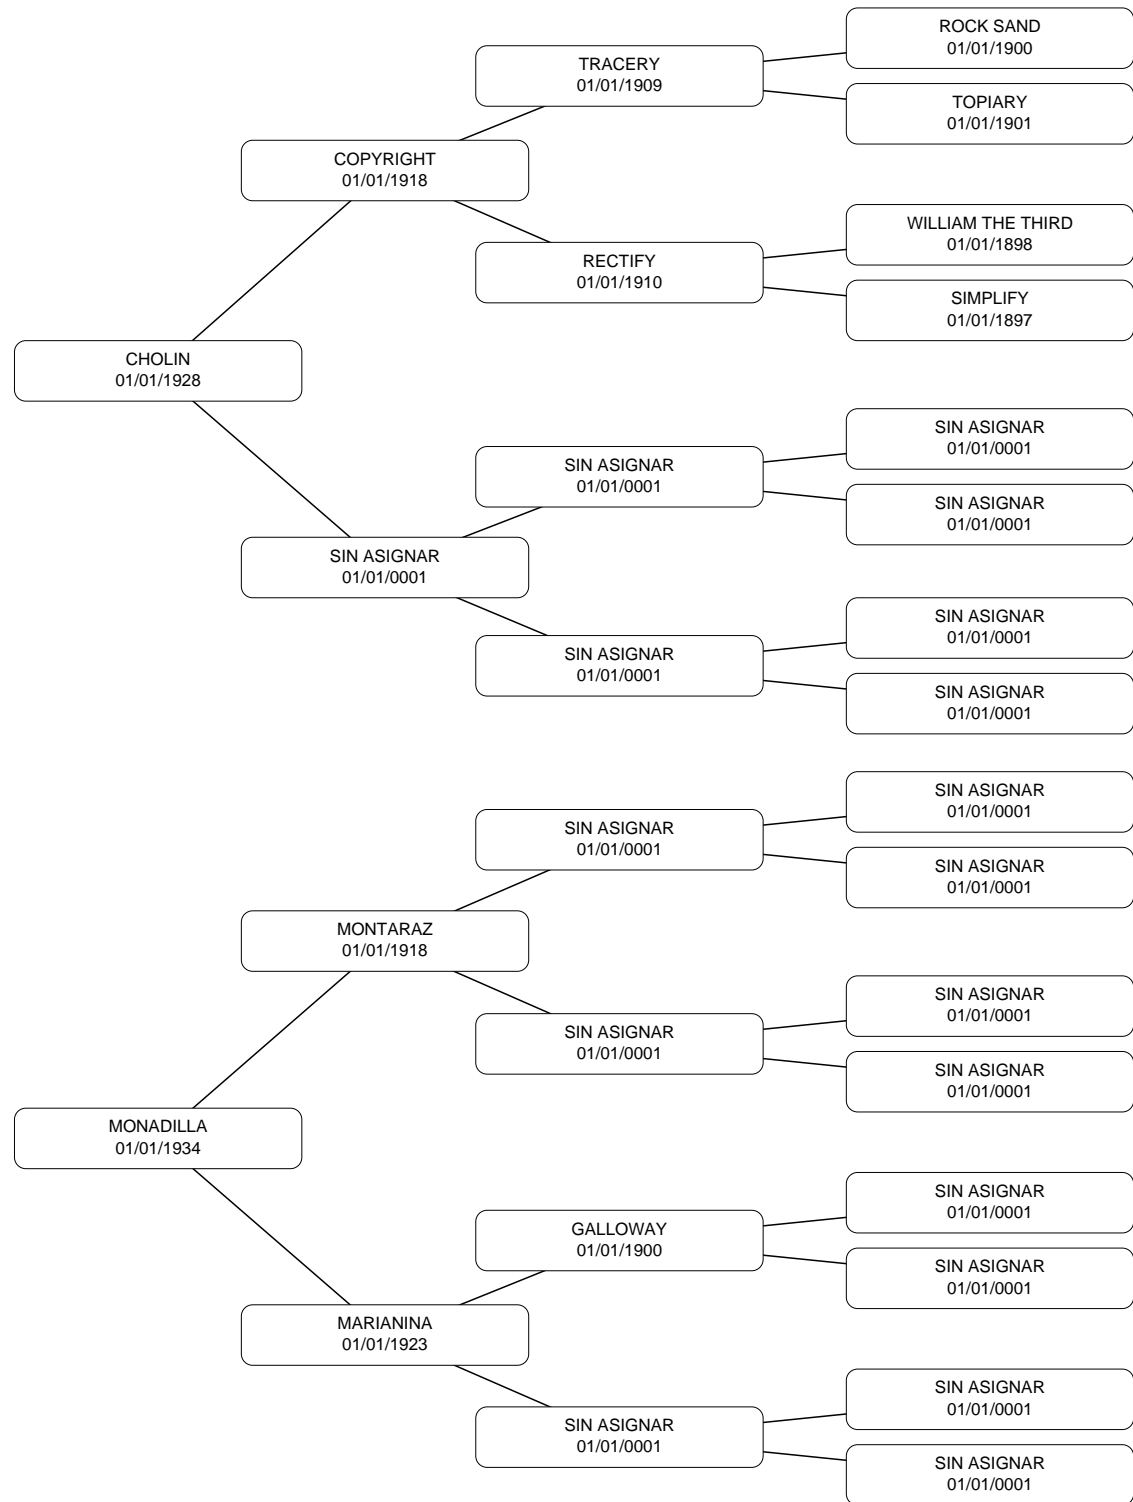 ROCK SAND
01/01/1900
TRACERY
01/01/1909
TOPIARY
01/01/1901
COPYRIGHT
01/01/1918
WILLIAM THE THIRD
01/01/1898
RECTIFY
01/01/1910
SIMPLIFY
01/01/1897
CHOLIN
01/01/1928
SIN ASIGNAR
01/01/0001
SIN ASIGNAR
01/01/0001
SIN ASIGNAR
01/01/0001
SIN ASIGNAR
01/01/0001
SIN ASIGNAR
01/01/0001
SIN ASIGNAR
01/01/0001
SIN ASIGNAR
01/01/0001
SIN ASIGNAR
01/01/0001
SIN ASIGNAR
01/01/0001
SIN ASIGNAR
01/01/0001
MONTARAZ
01/01/1918
SIN ASIGNAR
01/01/0001
SIN ASIGNAR
01/01/0001
SIN ASIGNAR
01/01/0001
MONADILLA
01/01/1934
SIN ASIGNAR
01/01/0001
GALLOWAY
01/01/1900
SIN ASIGNAR
01/01/0001
MARIANINA
01/01/1923
SIN ASIGNAR
01/01/0001
SIN ASIGNAR
01/01/0001
SIN ASIGNAR
01/01/0001